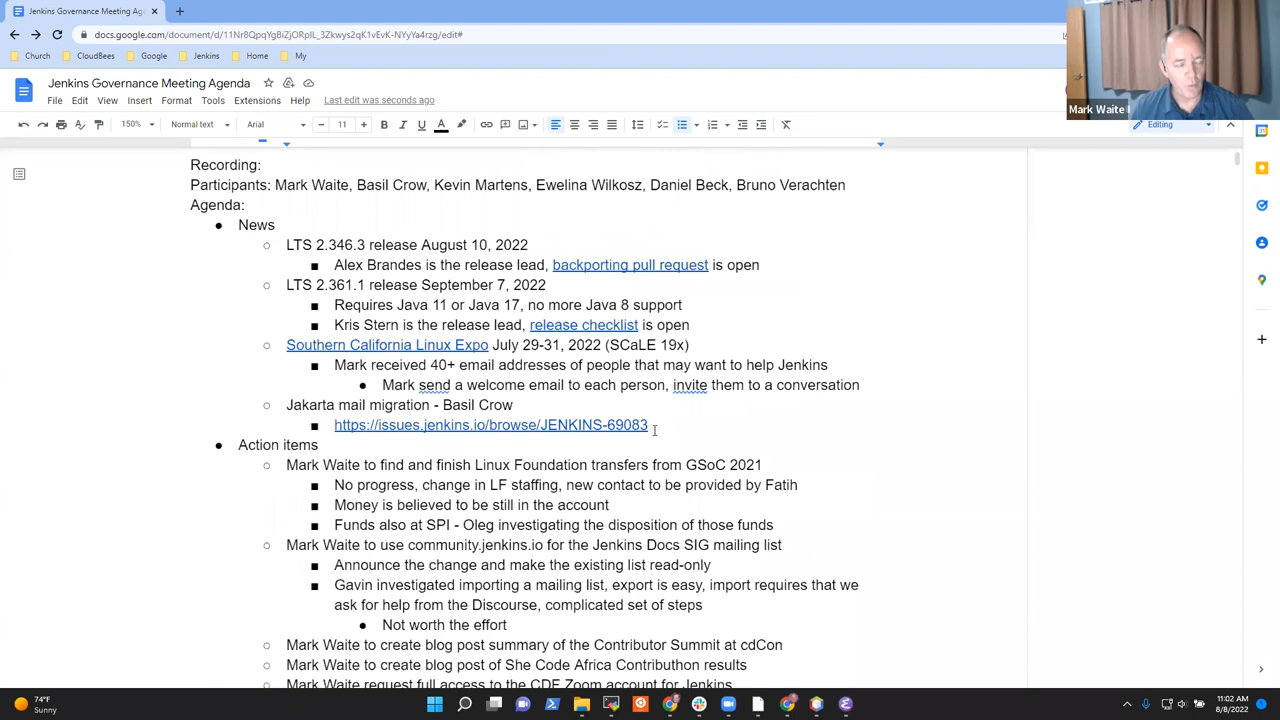 Jenkins Governance Meeting Age
docs.google.com/document/d/11Nr8QpqYgBiZjORpIL_3Zkwys2qK1vEvK-NYyYa4rzg/edit#
Church CloudBees Google Jenkins Home My
Jenkins Governance Meeting Agenda
File Edit View Insert Format Tools Extensions Help Last edit was seconds ago
150% Normal text Arial 11 Editing
Mark Waite
Recording:
Participants: Mark Waite, Basil Crow, Kevin Martens, Ewelina Wilkosz, Daniel Beck, Bruno Verachten
Agenda:
● News
○ LTS 2.346.3 release August 10, 2022
■ Alex Brandes is the release lead, backporting pull request is open
○ LTS 2.361.1 release September 7, 2022
■ Requires Java 11 or Java 17, no more Java 8 support
■ Kris Stern is the release lead, release checklist is open
○ Southern California Linux Expo July 29-31, 2022 (SCaLE 19x)
■ Mark received 40+ email addresses of people that may want to help Jenkins
● Mark send a welcome email to each person, invite them to a conversation
○ Jakarta mail migration - Basil Crow
■ https://issues.jenkins.io/browse/JENKINS-69083
● Action items
○ Mark Waite to find and finish Linux Foundation transfers from GSoC 2021
■ No progress, change in LF staffing, new contact to be provided by Fatih
■ Money is believed to be still in the account
■ Funds also at SPI - Oleg investigating the disposition of those funds
○ Mark Waite to use community.jenkins.io for the Jenkins Docs SIG mailing list
■ Announce the change and make the existing list read-only
■ Gavin investigated importing a mailing list, export is easy, import requires that we
ask for help from the Discourse, complicated set of steps
● Not worth the effort
○ Mark Waite to create blog post summary of the Contributor Summit at cdCon
○ Mark Waite to create blog post of She Code Africa Contributhon results
○ Mark Waite request full access to the CDF Zoom account for Jenkins
74°F
Sunny
11:02 AM
8/8/2022